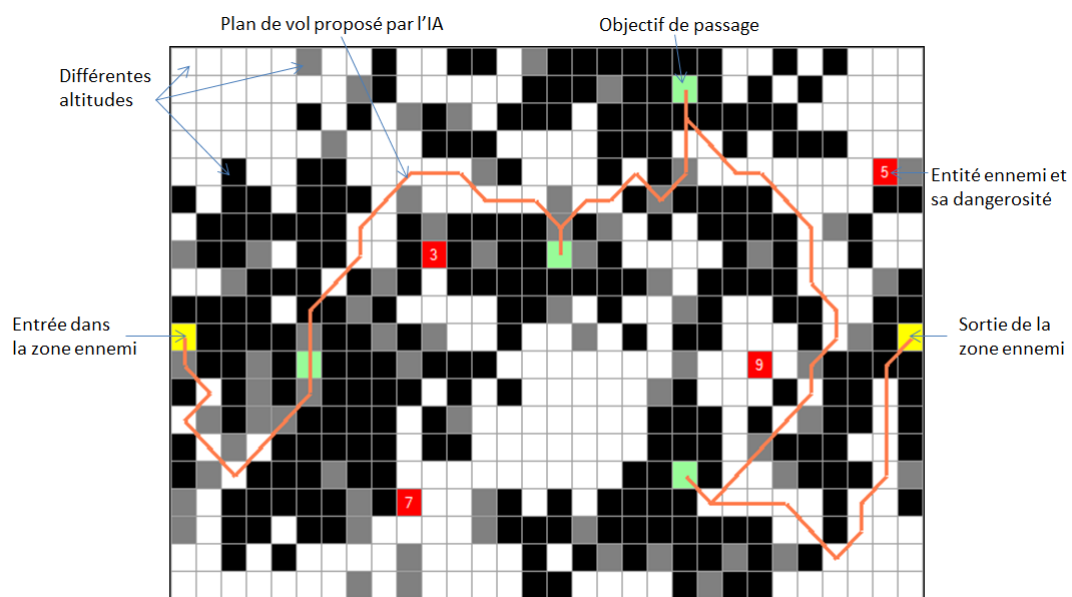 Plan de vol proposé par l’IA
Objectif de passage
Différentes
altitudes
5
Entité ennemi et
sa dangerosité
3
Entrée dans
la zone ennemi
Sortie de la
zone ennemi
9
7